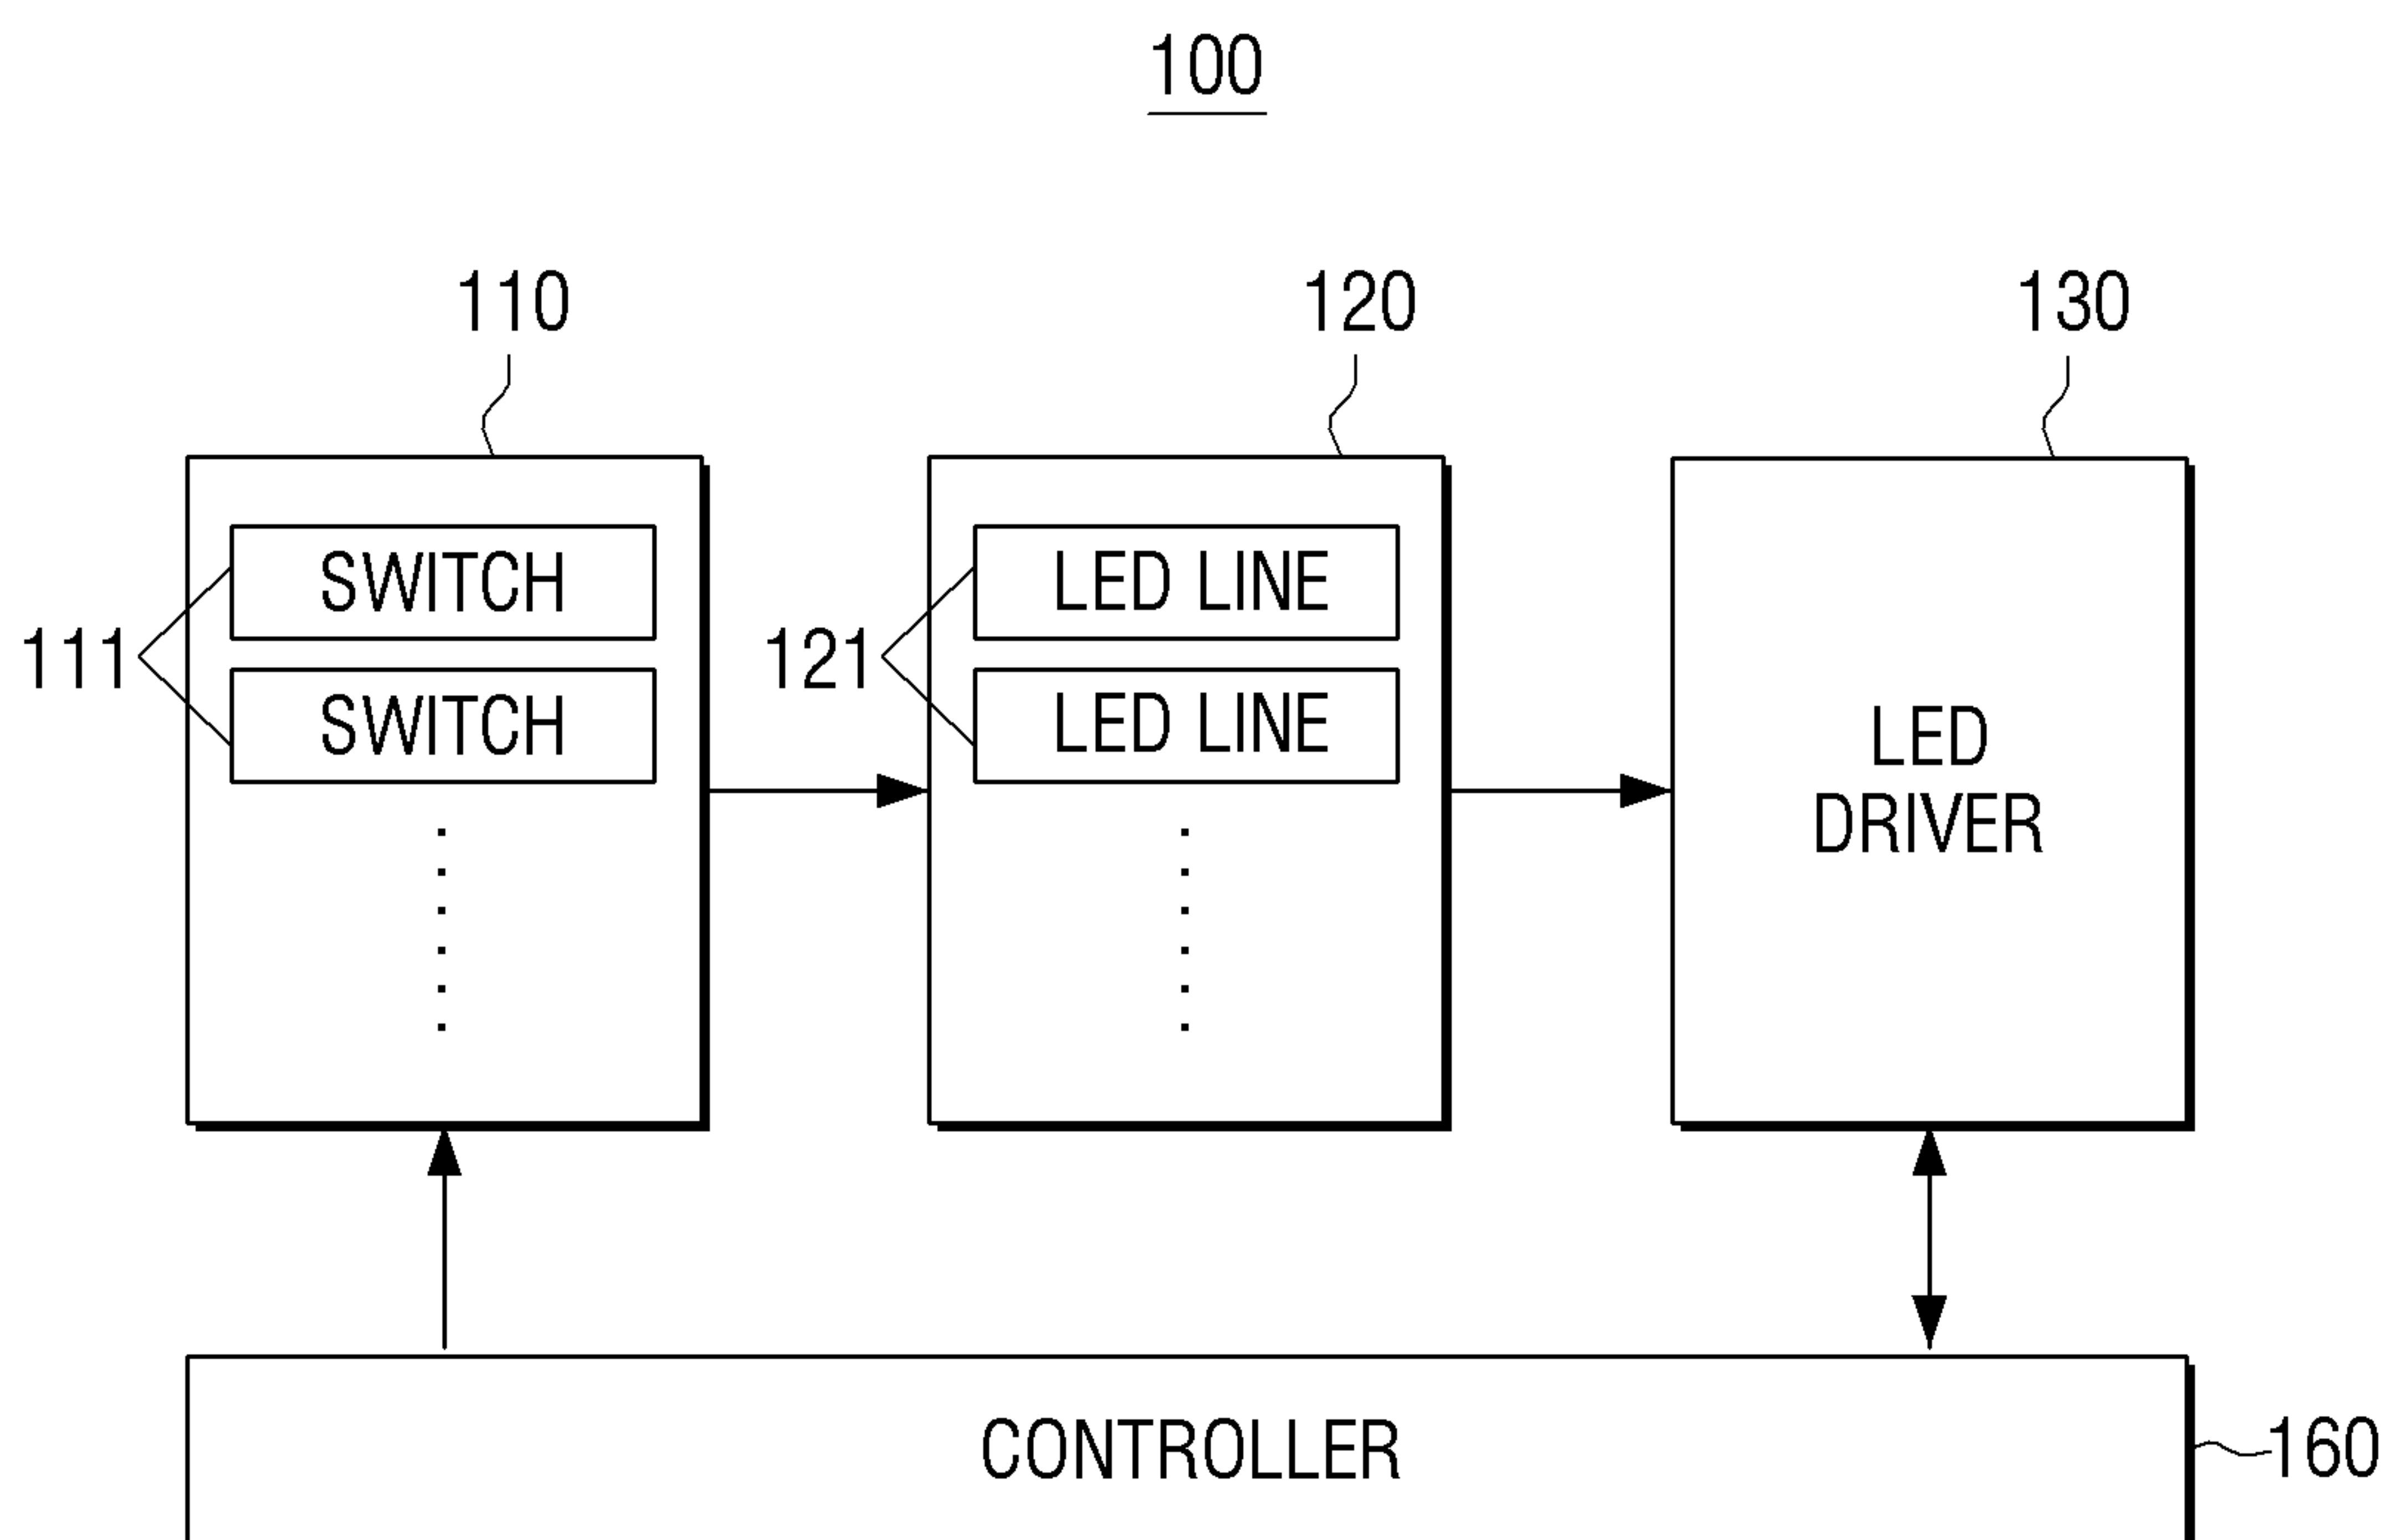 100
110
120
130
SWITCH
LED LINE
111
121
SWITCH
LED LINE
LED
DRIVER
CONTROLLER
160